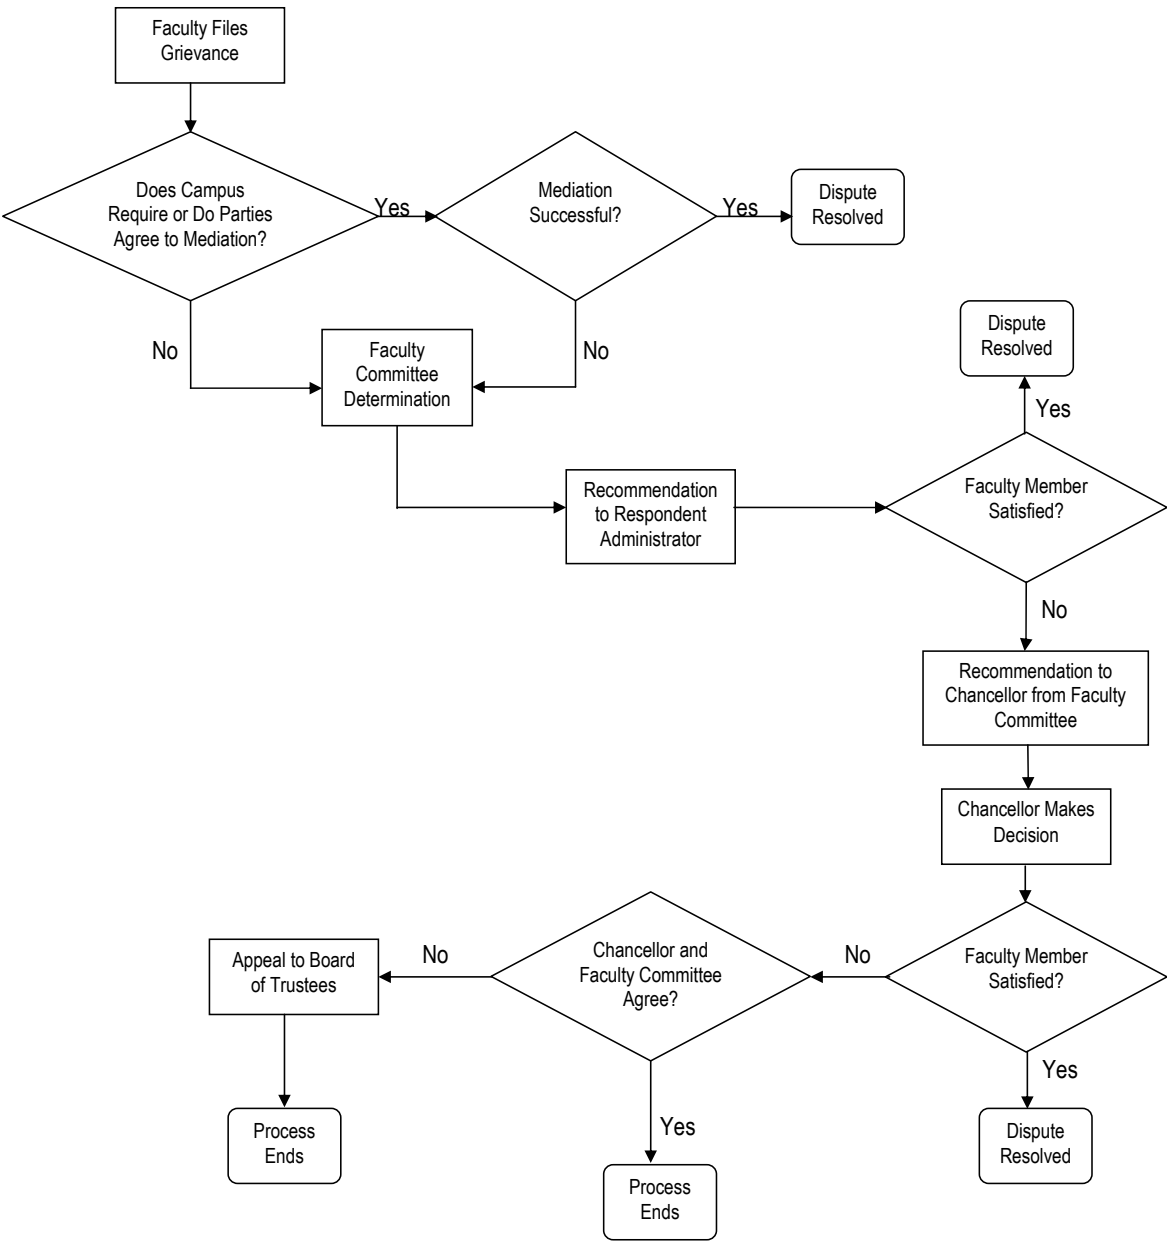 Faculty Files
Grievance
Does Campus
Require or Do Parties
Agree to Mediation?
Yes
Mediation
Successful?
Yes
Dispute
Resolved
No
Faculty
Committee
Determination
No
Dispute
Resolved
Yes
Recommendation
to Respondent
Administrator
Faculty Member
Satisfied?
No
Recommendation to
Chancellor from Faculty
Committee
Chancellor Makes
Decision
Faculty Member
Satisfied?
No
Chancellor and
Faculty Committee
Agree?
No
Appeal to Board
of Trustees
Yes
Dispute
Resolved
Yes
Process
Ends
Process
Ends